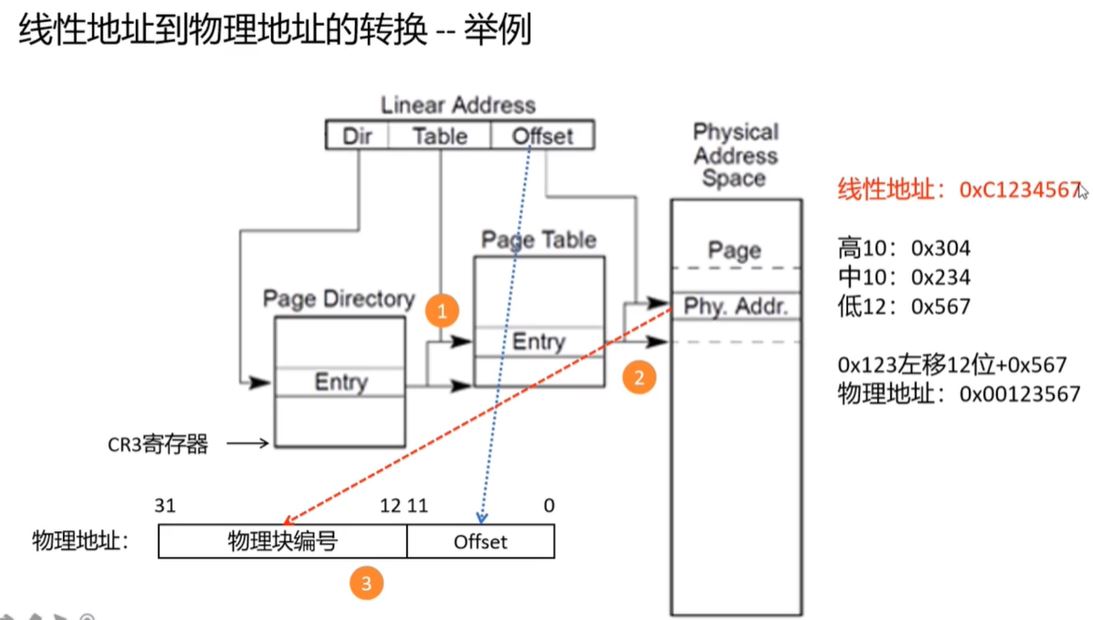 线性地址到物理地址的转换 -- 举例
Linear Address
Dir Table Offset
Physical
Address
Space
Page Table
Page
Page Directory
1
Phy. Addr.
Entry
2
Entry
CR3寄存器
31 12 11 0
物理地址： 物理块编号 Offset
3
线性地址：0xC1234567
高10：0x304
中10：0x234
低12：0x567
0x123左移12位+0x567
物理地址：0x00123567